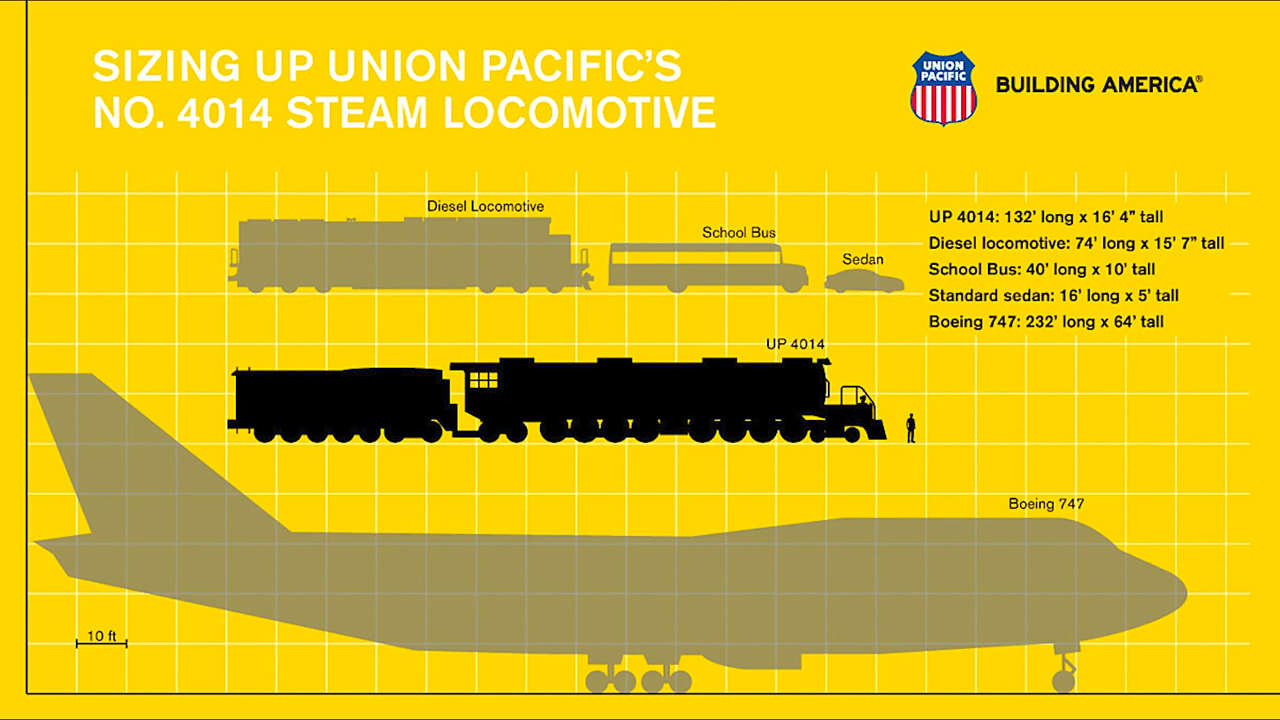 SIZING UP UNION PACIFIC'S
NO. 4014 STEAM LOCOMOTIVE
UNION
PACIFIC
BUILDING AMERICA®
Diesel Locomotive
School Bus
Sedan
UP 4014: 132' long x 16' 4” tall
Diesel locomotive: 74' long x 15' 7” tall
School Bus: 40' long x 10' tall
Standard sedan: 16' long x 5' tall
Boeing 747: 232' long x 64' tall
UP 4014
Boeing 747
10 ft